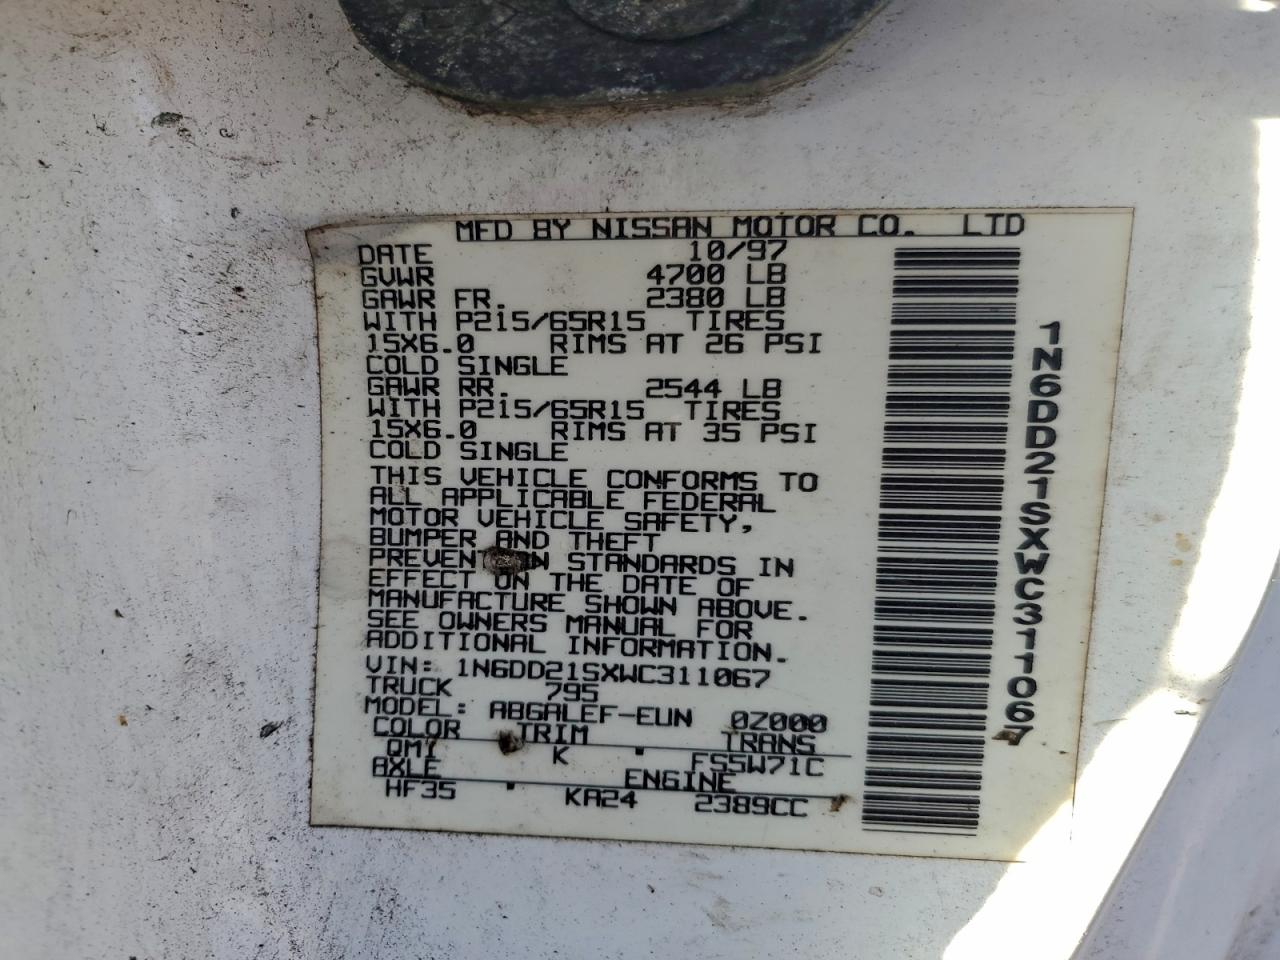 MFD BY NISSAN MOTOR CO. LTD
DATE 10/97
GVWR 4700 LB
GAWR FR. 2380 LB
WITH P215/65R15 TIRES
15X6.0 RIMS AT 26 PSI
COLD SINGLE
GAWR RR. 2544 LB
WITH P215/65R15 TIRES
15X6.0 RIMS AT 35 PSI
COLD SINGLE
THIS VEHICLE CONFORMS TO
ALL APPLICABLE FEDERAL
MOTOR VEHICLE SAFETY,
BUMPER AND THEFT
PREVENTION STANDARDS IN
EFFECT ON THE DATE OF
MANUFACTURE SHOWN ABOVE.
SEE OWNERS MANUAL FOR
ADDITIONAL INFORMATION.
VIN: 1N6DD21SXWC311067
TRUCK 795
MODEL: ABGALEF-EUN 0Z000
COLOR TRIM TRANS
QM1 K FS5W71C
AXLE ENGINE
HF35 KA24 2389CC
1N6DD21SXWC311067